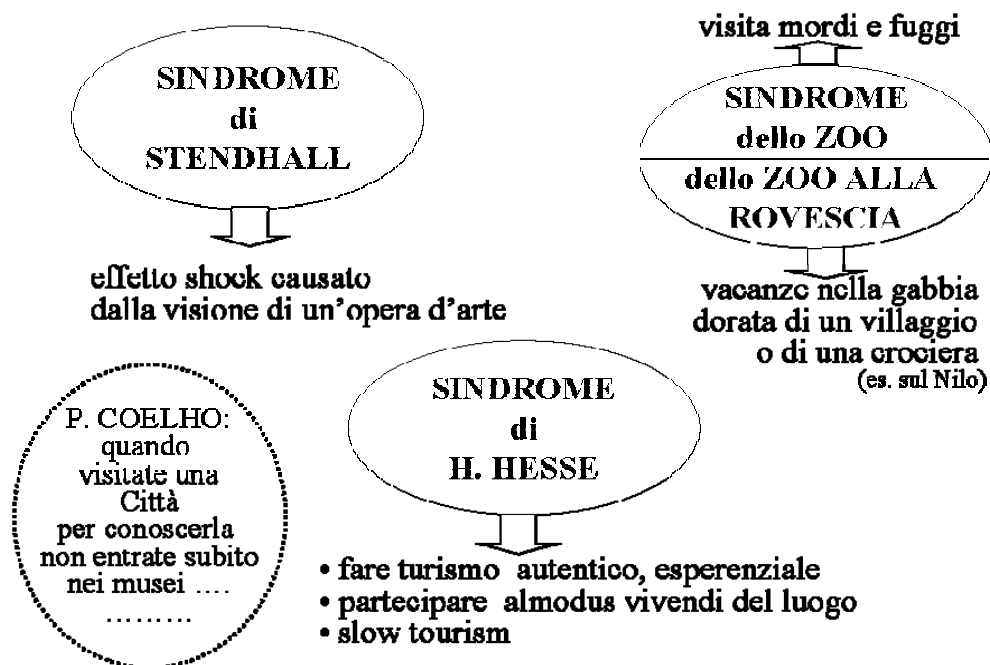 SINDROME
di
STENDHALL
effetto shock causato
dalla visione di un'opera d'arte
visita mordi e fuggi
SINDROME
dello ZOO
dello ZOO ALLA
ROVESCIA
vacanze nella gabbia
dorata di un villaggio
o di una crociera
(es. sul Nilo)
P. COELHO:
quando
visitate una
Città
per conoscerla
non entrate subito
nei musei ....
.........
SINDROME
di
H. HESSE
• fare turismo autentico, esperenziale
• partecipare almodus vivendi del luogo
• slow tourism